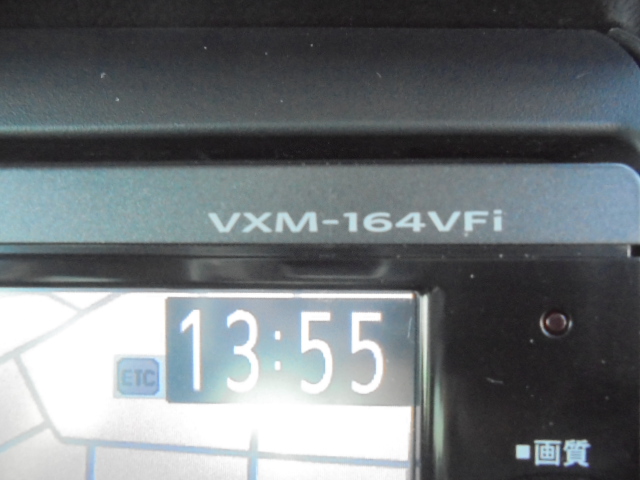 VXM-164VFi
13:55
ETC
■画質